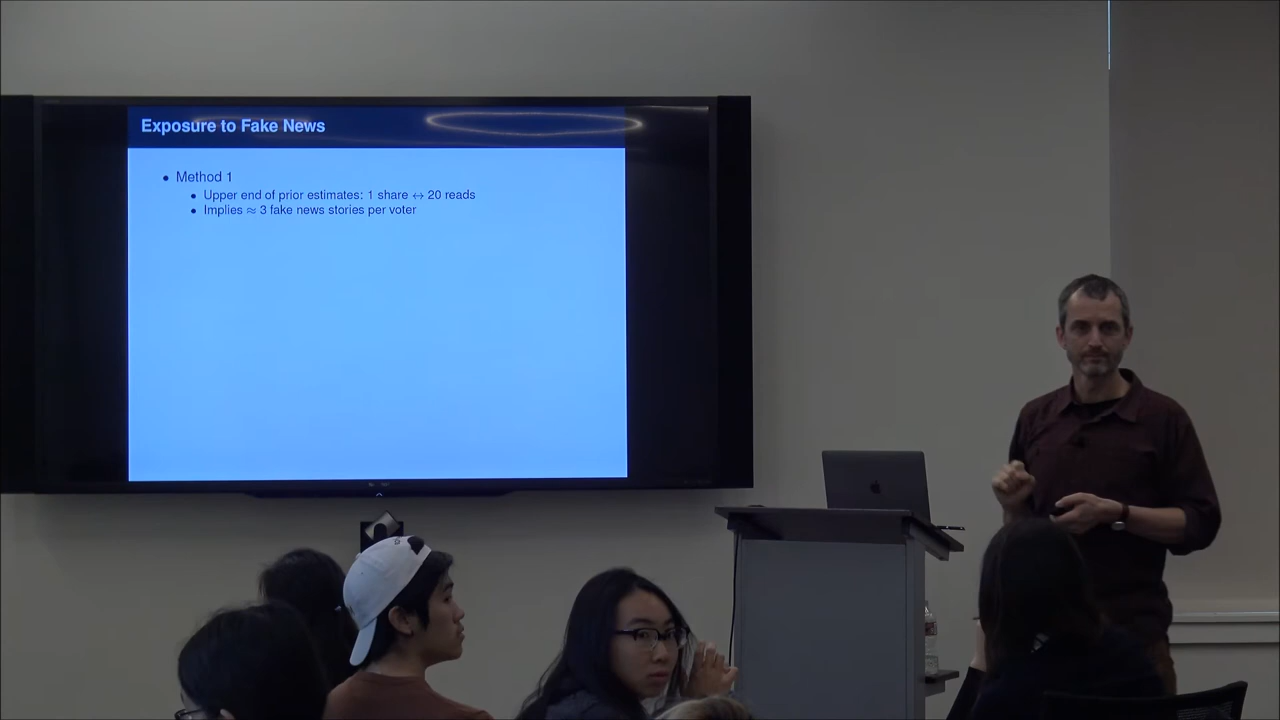 Exposure to Fake News
• Method 1
• Upper end of prior estimates: 1 share ↔ 20 reads
• Implies ≈ 3 fake news stories per voter